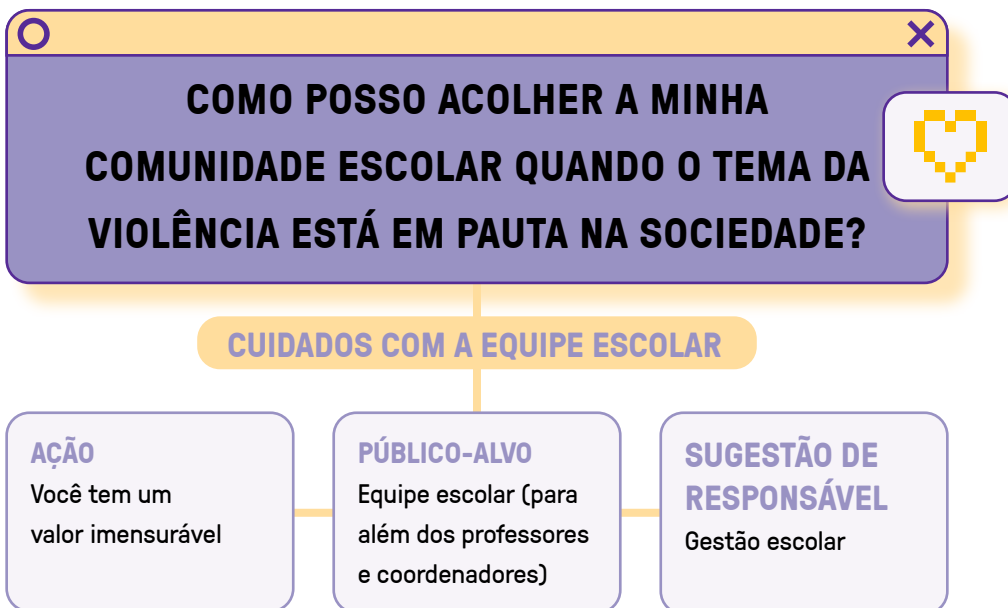 COMO POSSO ACOLHER A MINHA
COMUNIDADE ESCOLAR QUANDO O TEMA DA
VIOLÊNCIA ESTÁ EM PAUTA NA SOCIEDADE?
CUIDADOS COM A EQUIPE ESCOLAR
AÇÃO
Você tem um
valor imensurável
PÚBLICO-ALVO
Equipe escolar (para
além dos professores
e coordenadores)
SUGESTÃO DE
RESPONSÁVEL
Gestão escolar